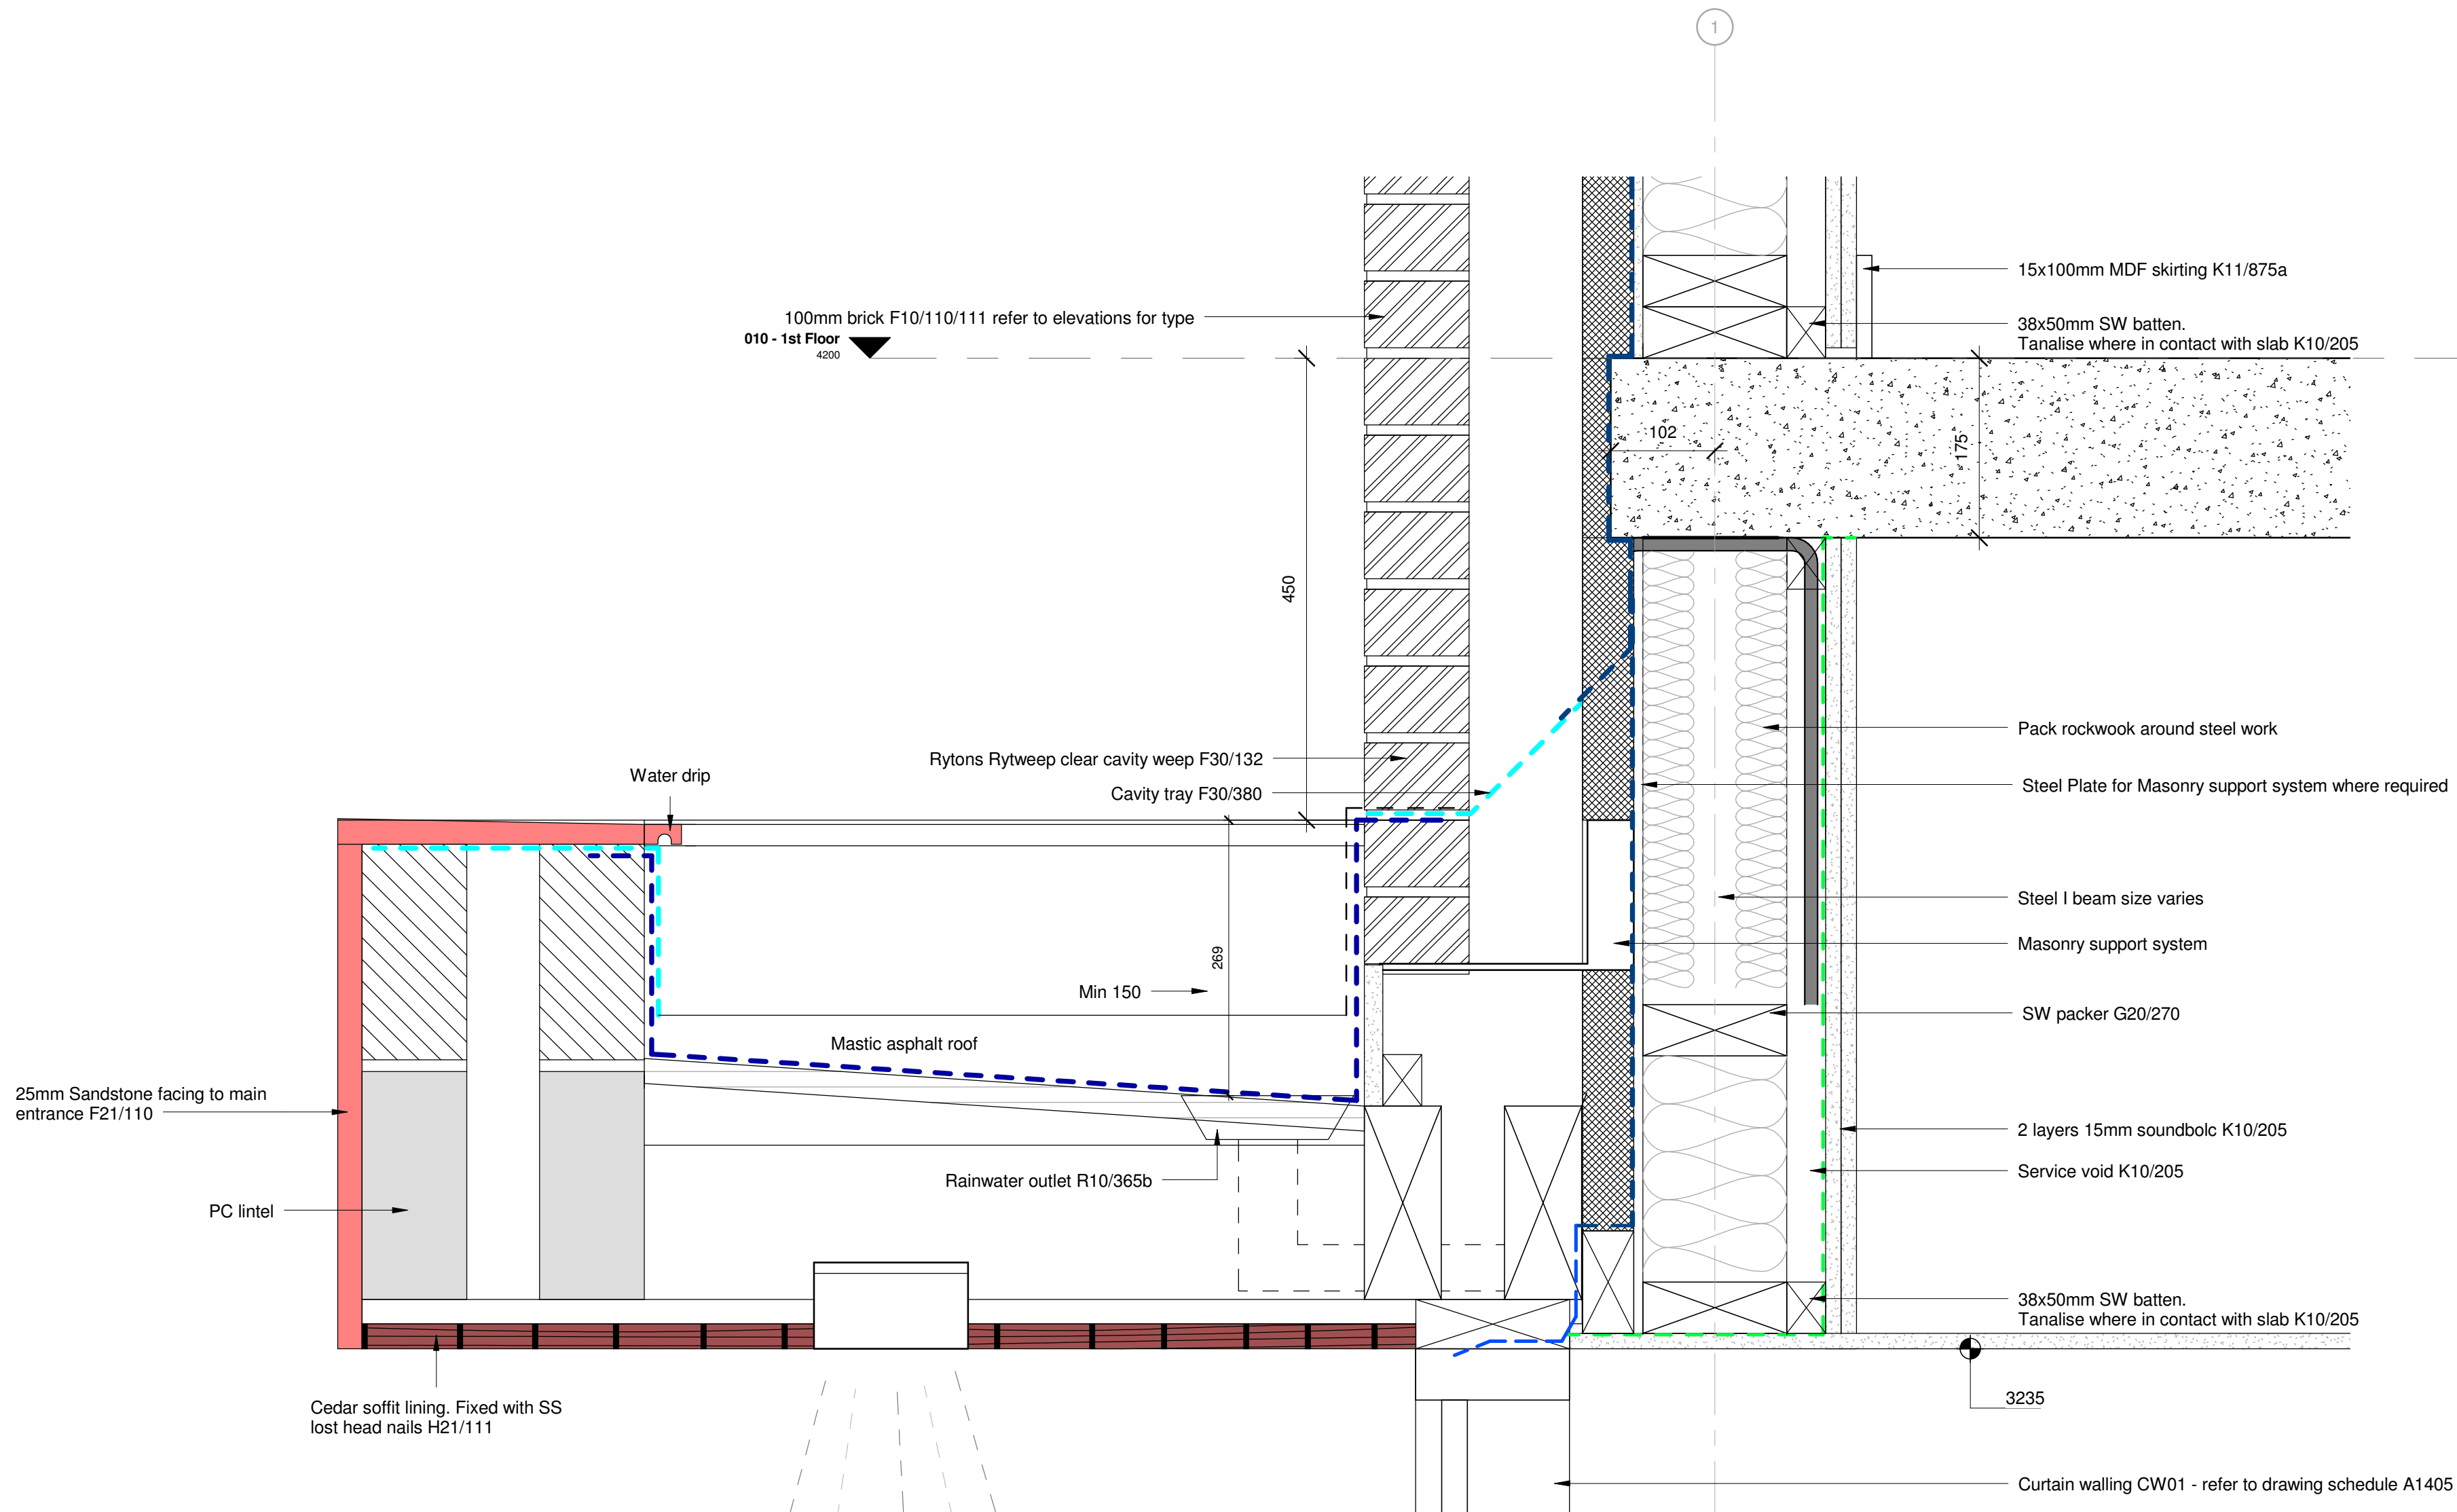 1
15x100mm MDF skirting K11/875a
100mm brick F10/110/111 refer to elevations for type
38x50mm SW batten.
Tanalise where in contact with slab K10/205
010 - 1st Floor
4200
102
175
450
Pack rockwook around steel work
Rytons Rytweep clear cavity weep F30/132
Water drip
Steel Plate for Masonry support system where required
Cavity tray F30/380
Steel I beam size varies
Masonry support system
269
Min 150
SW packer G20/270
Mastic asphalt roof
25mm Sandstone facing to main
entrance F21/110
2 layers 15mm soundbolc K10/205
Service void K10/205
Rainwater outlet R10/365b
PC lintel
38x50mm SW batten.
Tanalise where in contact with slab K10/205
3235
Cedar soffit lining. Fixed with SS
lost head nails H21/111
Curtain walling CW01 - refer to drawing schedule A1405